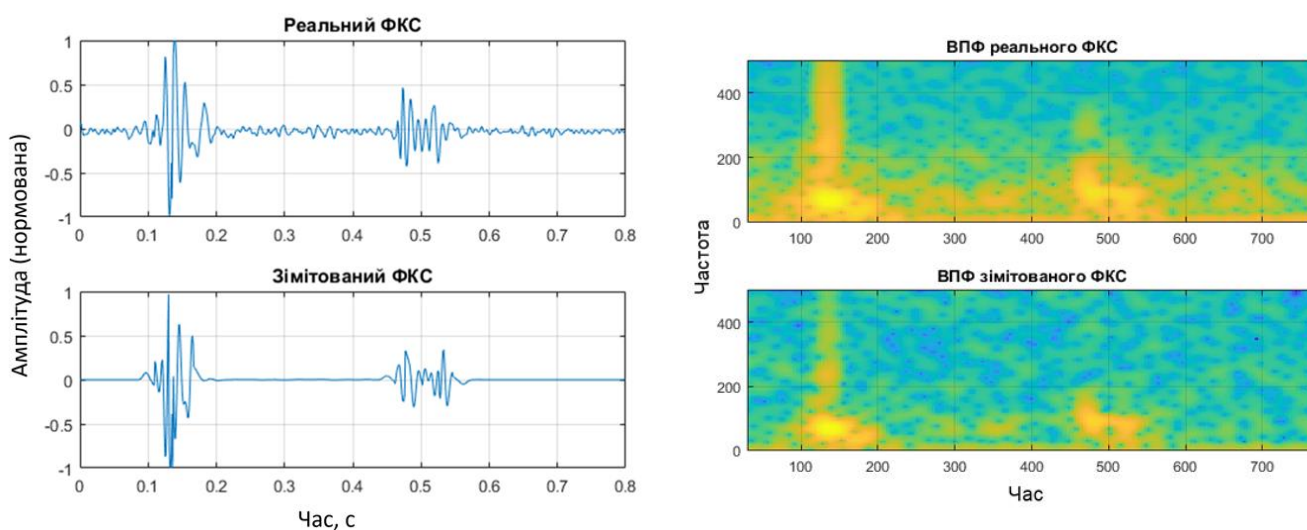 Реальний ФКС
1
0.5
0
-0.5
-1
0 0.1 0.2 0.3 0.4 0.5 0.6 0.7 0.8
Зімітований ФКС
1
0.5
0
-0.5
-1
0 0.1 0.2 0.3 0.4 0.5 0.6 0.7 0.8
Амплітуда (нормована)
Час, с
ВПФ реального ФКС
400
200
0
100 200 300 400 500 600 700
ВПФ зімітованого ФКС
400
200
0
100 200 300 400 500 600 700
Частота
Час